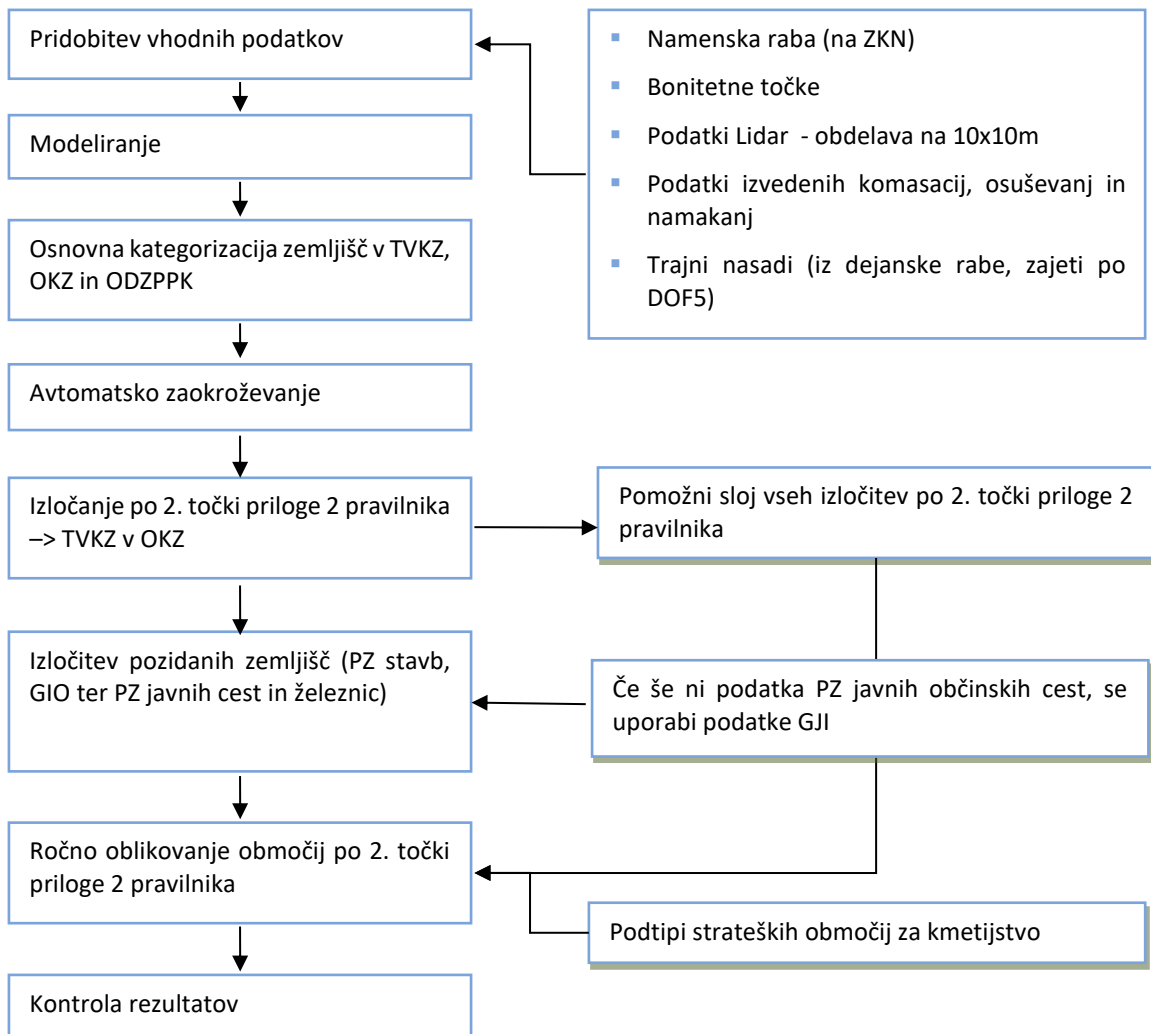 Pridobitev vhodnih podatkov
Modeliranje
Osnovna kategorizacija zemljišč v TVKZ,
OKZ in ODZPPK
Avtomatsko zaokroževanje
Izločanje po 2. točki priloge 2 pravilnika
–> TVKZ v OKZ
Izločitev pozidanih zemljišč (PZ stavb,
GIO ter PZ javnih cest in železnic)
Ročno oblikovanje območij po 2. točki
priloge 2 pravilnika
Kontrola rezultatov
▪ Namenska raba (na ZKN)
▪ Bonitetne točke
▪ Podatki Lidar - obdelava na 10x10m
▪ Podatki izvedenih komasacij, osuševanj in
namakanj
▪ Trajni nasadi (iz dejanske rabe, zajeti po
DOF5)
Pomožni sloj vseh izločitev po 2. točki priloge 2
pravilnika
Če še ni podatka PZ javnih občinskih cest, se
uporabi podatke GJI
Podtipi strateških območij za kmetijstvo